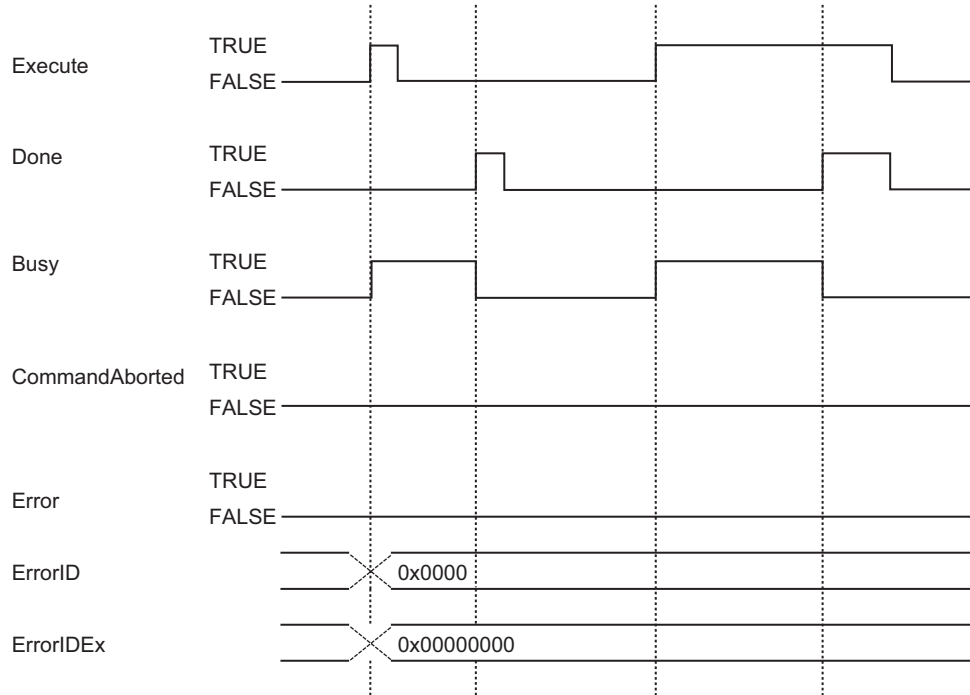 Execute
TRUE
FALSE
Done
TRUE
FALSE
Busy
TRUE
FALSE
CommandAborted
TRUE
FALSE
Error
TRUE
FALSE
ErrorID
0x0000
ErrorIDEx
0x00000000